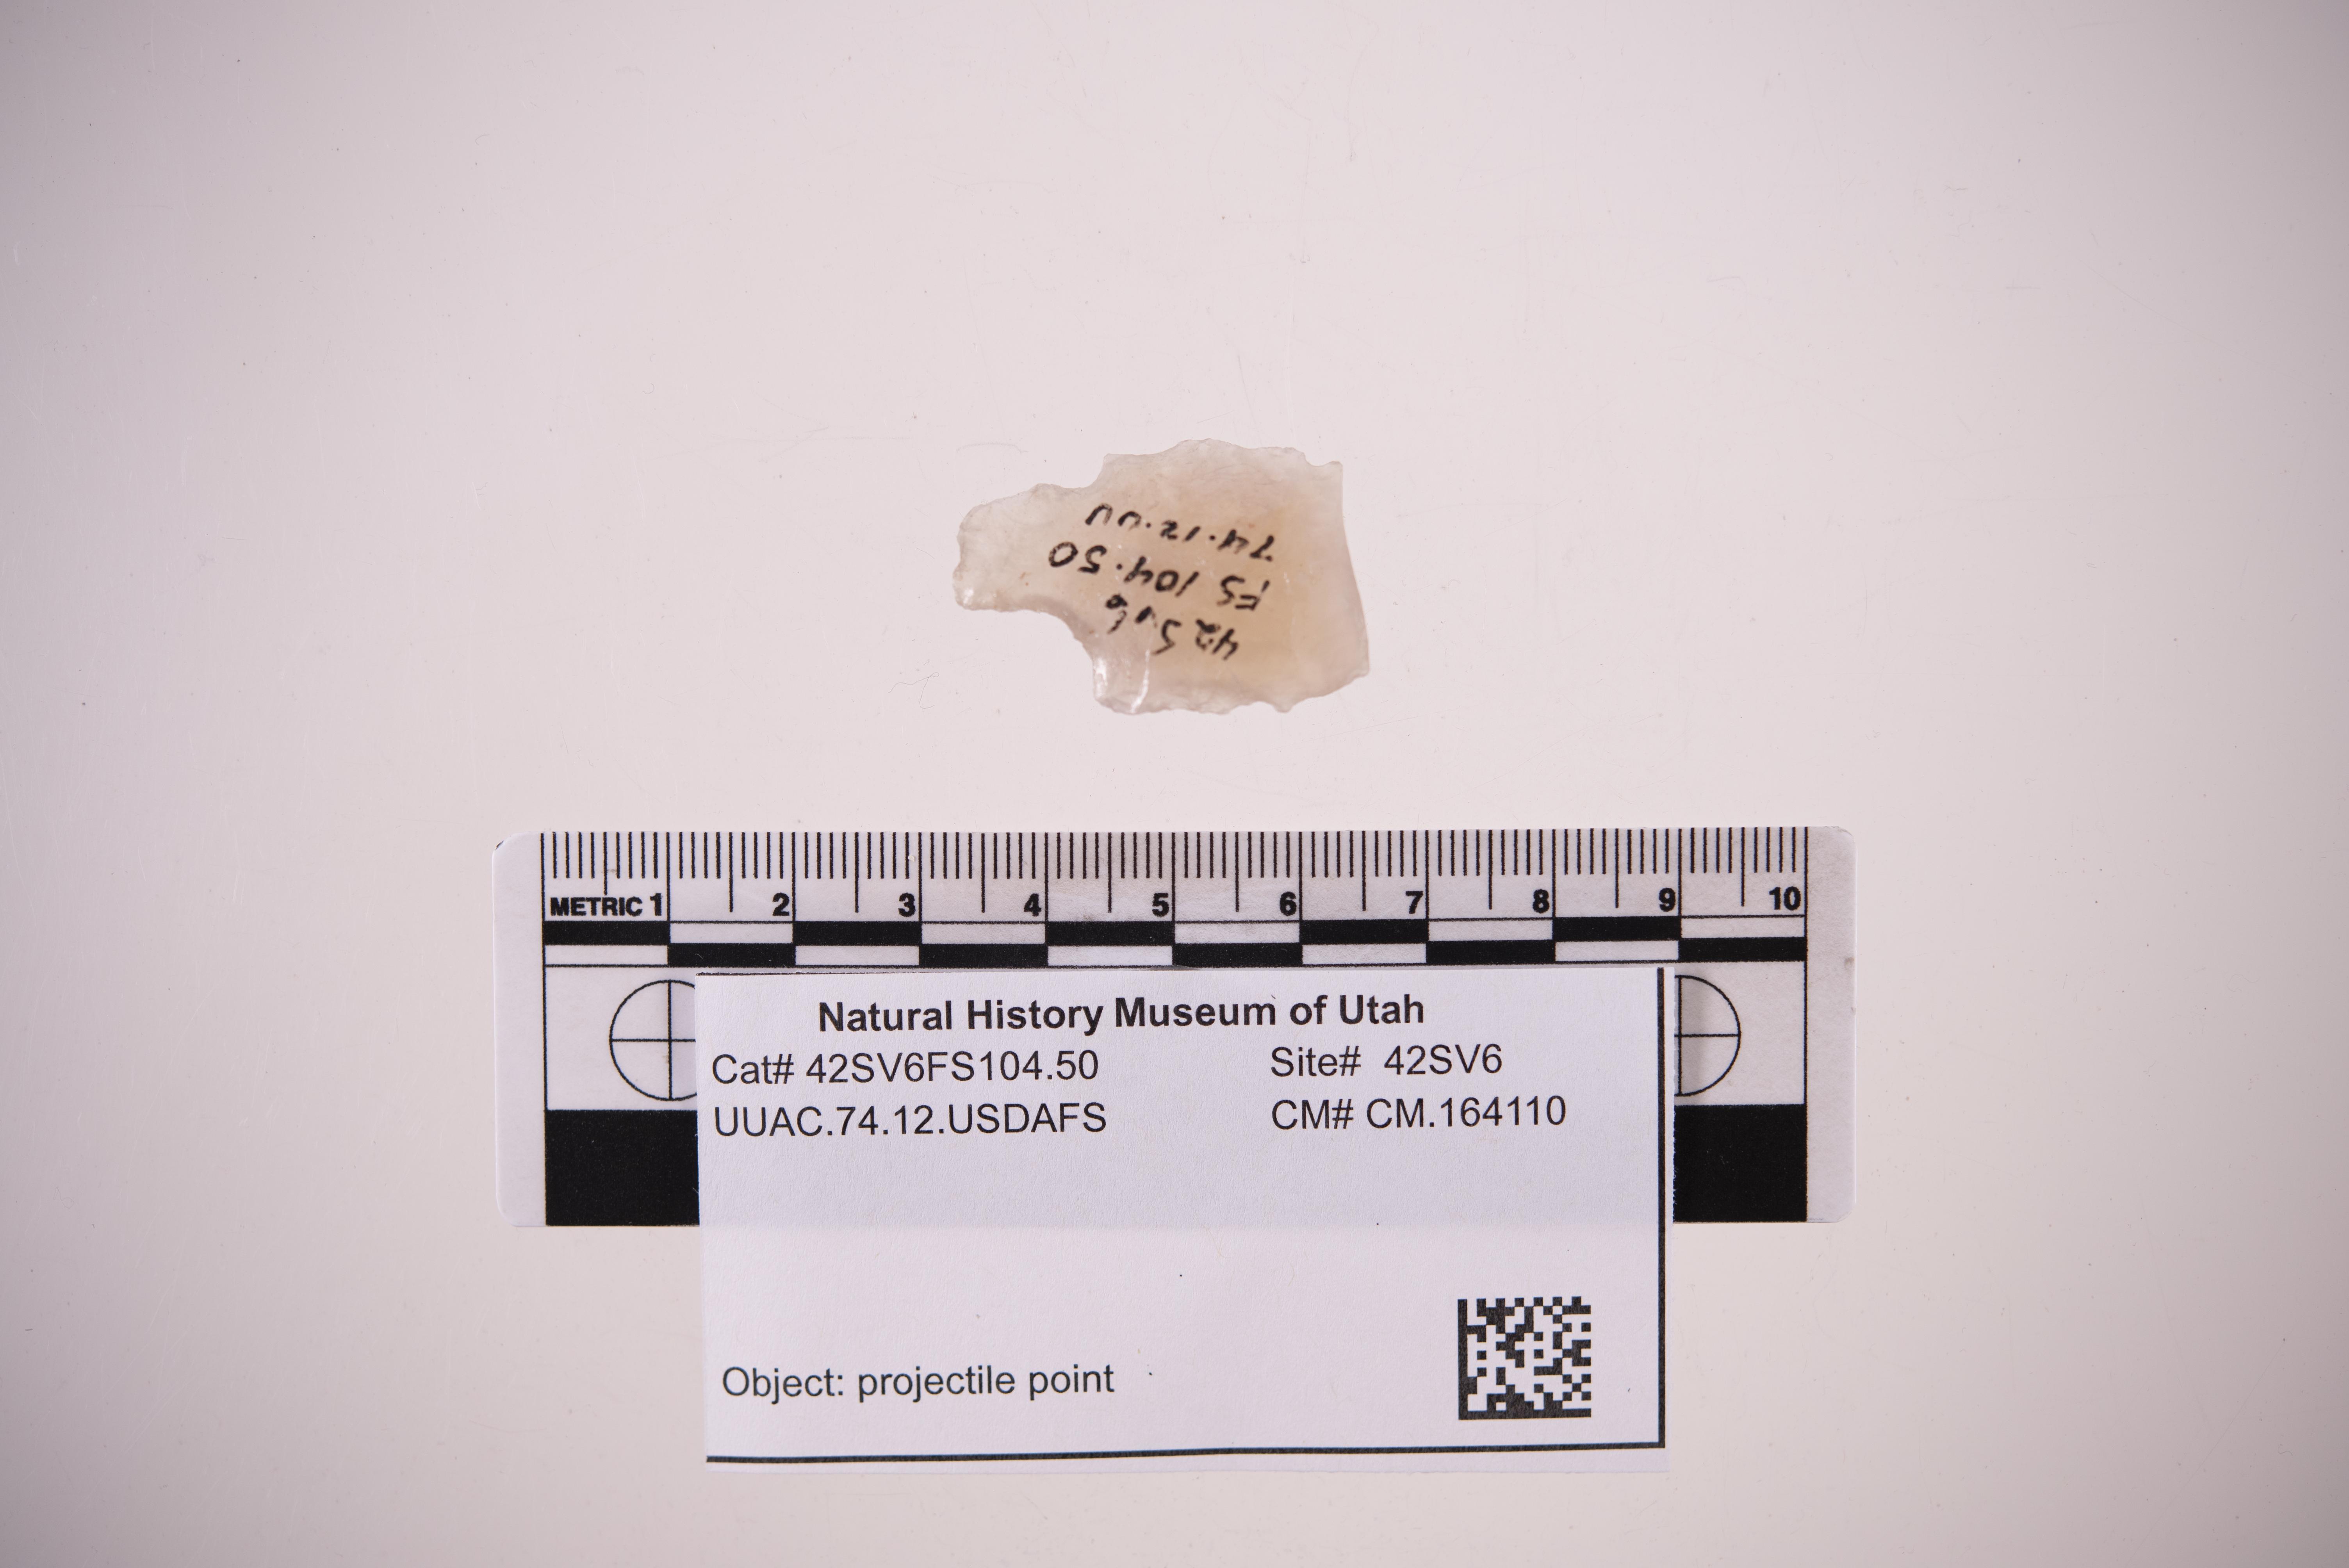 42Sv6
FS 104.50
74.12.UU
METRIC 1 2 3 4 5 6 7 8 9 10
Natural History Museum of Utah
Cat# 42SV6FS104.50 Site# 42SV6
UUAC.74.12.USDAFS CM# CM.164110
Object: projectile point